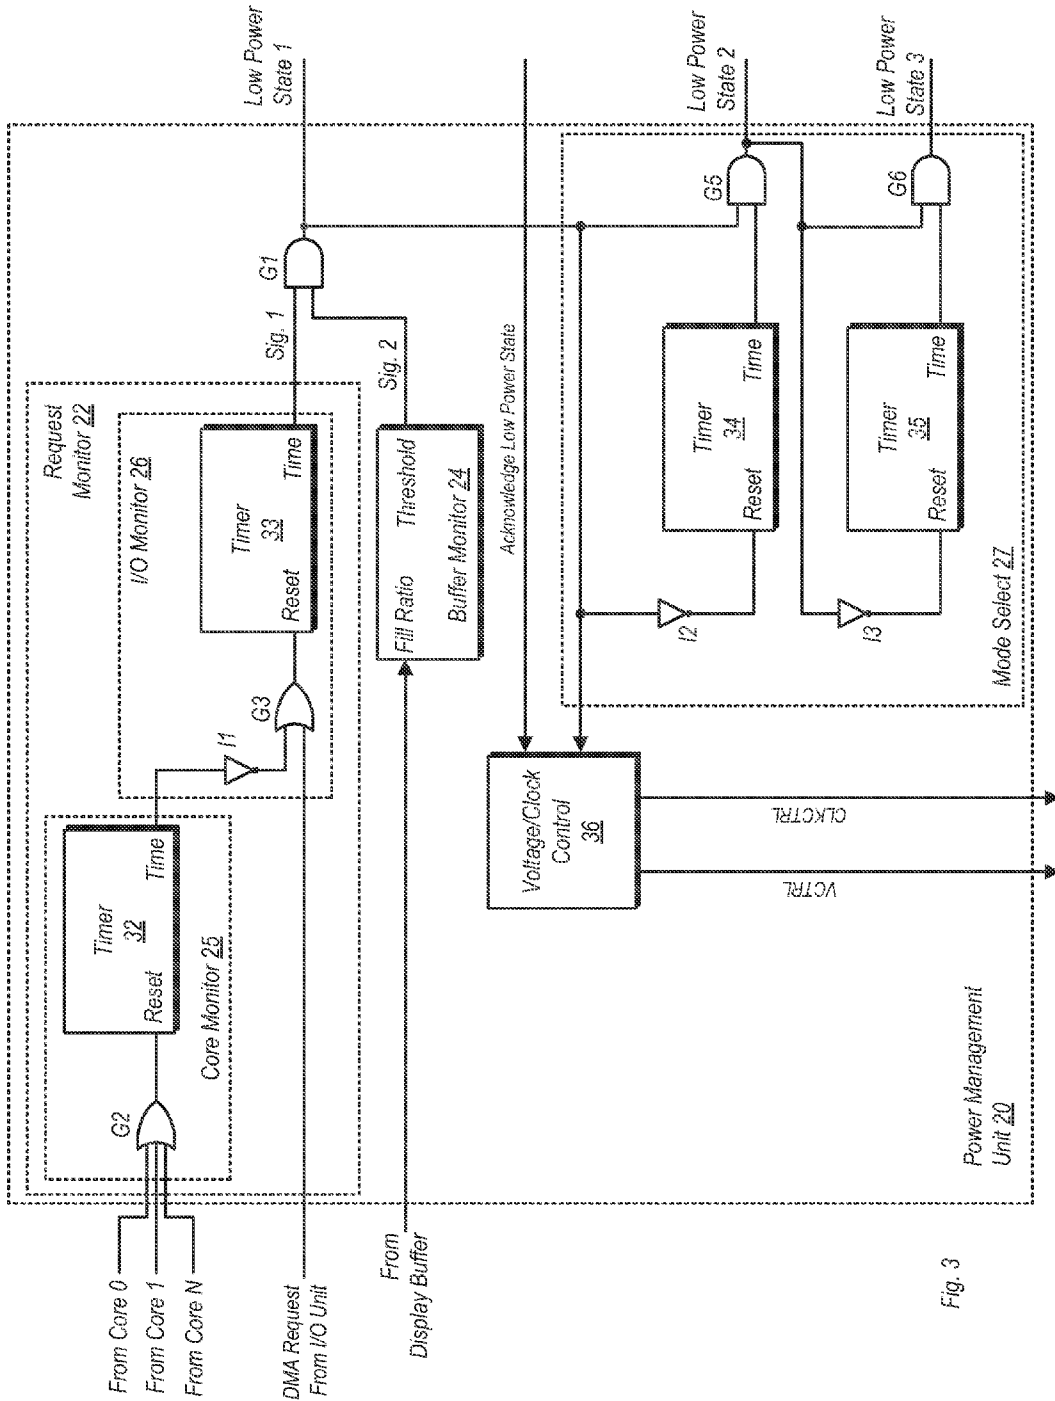 From Core 0
From Core 1
From Core N
G2
Timer
32
Reset
Time
Core Monitor 25
Request
Monitor 22
I/O Monitor 26
I1
G3
Timer
33
Reset
Time
DMA Request
From I/O Unit
Sig. 1
G1
Low Power
State 1
From
Display Buffer
Fill Ratio
Threshold
Buffer Monitor 24
Sig. 2
Acknowledge Low Power State
Voltage/Clock
Control
36
VCTRL
CLKCTRL
I2
Timer
34
Reset
Time
G5
Low Power
State 2
I3
Timer
35
Reset
Time
G6
Low Power
State 3
Mode Select 27
Power Management
Unit 20
Fig. 3